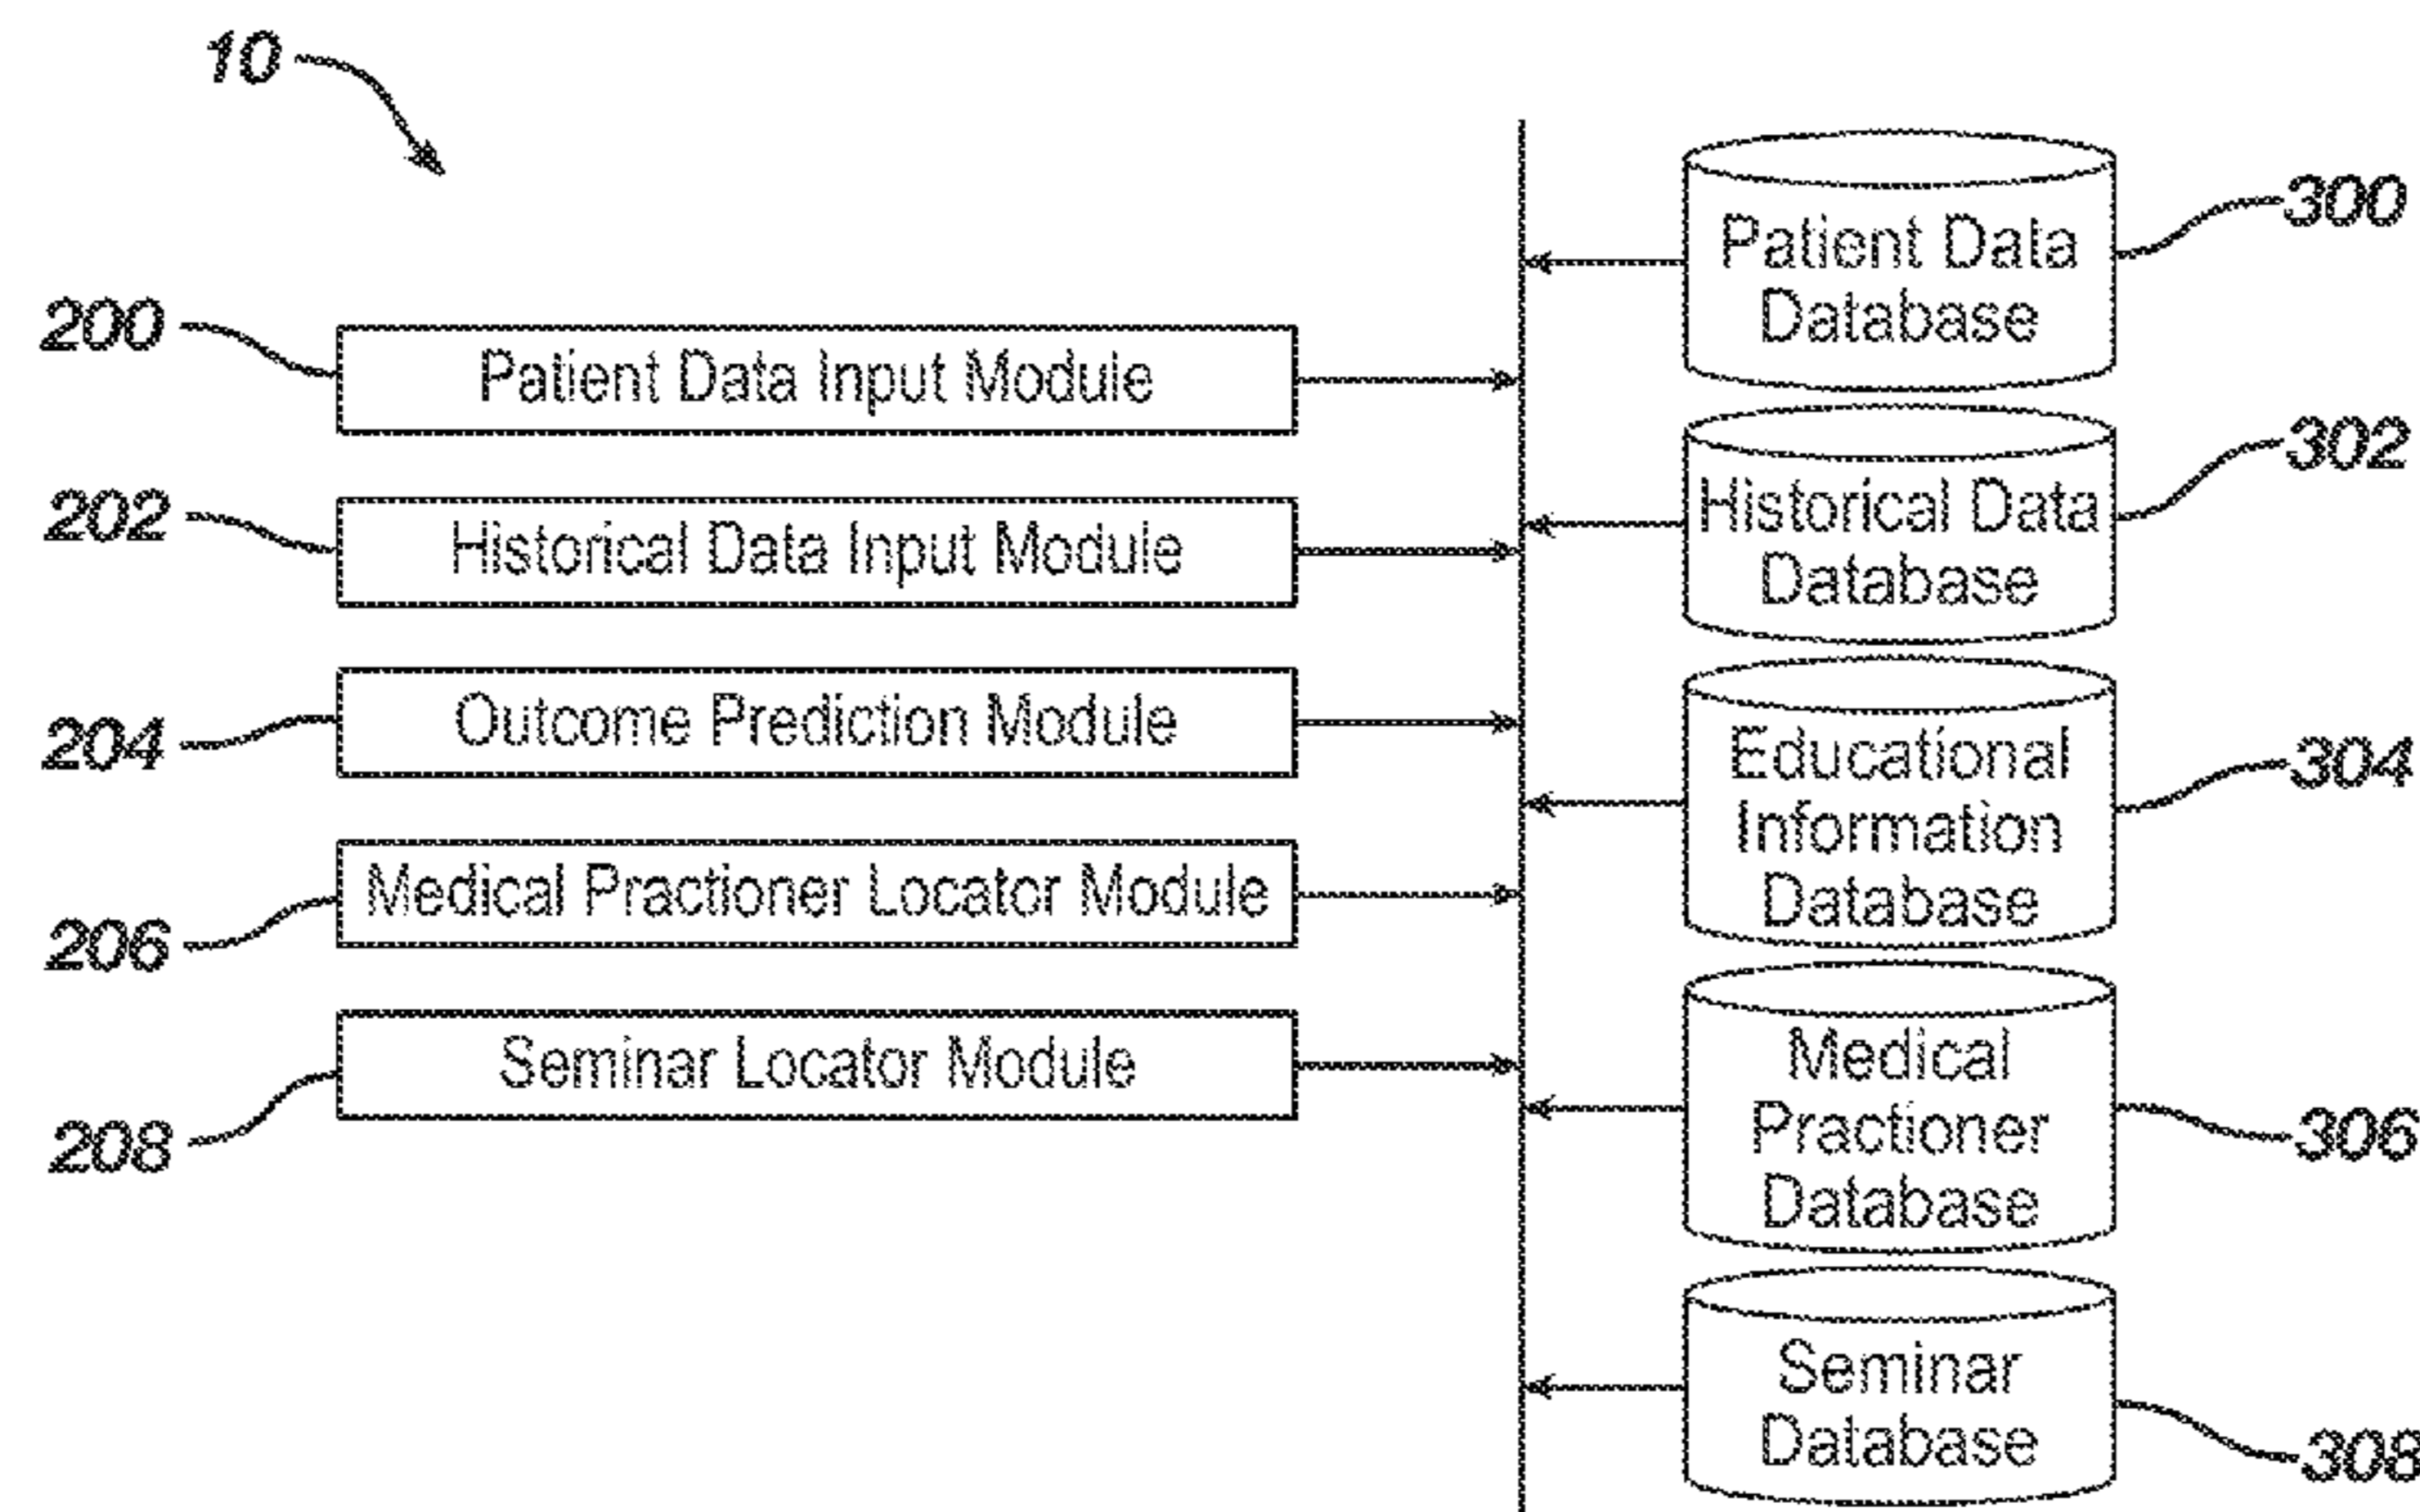 10
200
Patient Data Input Module
202
Historical Data Input Module
204
Outcome Prediction Module
206
Medical Practioner Locator Module
208
Seminar Locator Module
Patient Data
Database
300
Historical Data
Database
302
Educational
Information
Database
304
Medical
Practioner
Database
306
Seminar
Database
308